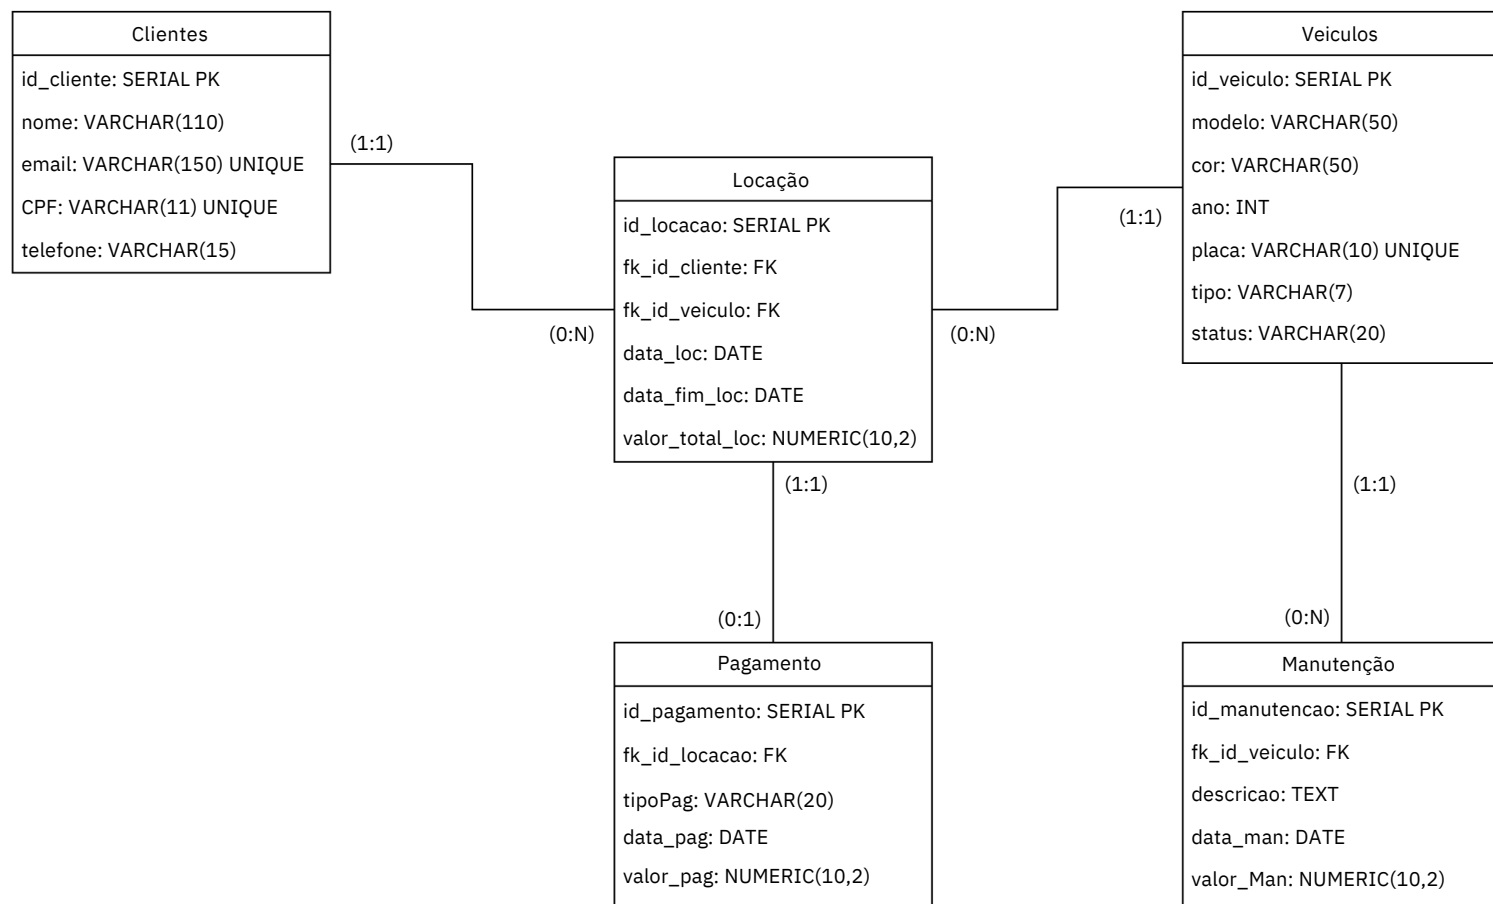 Clientes
id_cliente: SERIAL PK
nome: VARCHAR(110)
email: VARCHAR(150) UNIQUE
CPF: VARCHAR(11) UNIQUE
telefone: VARCHAR(15)
(1:1)
(0:N)
Locação
id_locacao: SERIAL PK
fk_id_cliente: FK
fk_id_veiculo: FK
data_loc: DATE
data_fim_loc: DATE
valor_total_loc: NUMERIC(10,2)
(0:N)
(1:1)
Veiculos
id_veiculo: SERIAL PK
modelo: VARCHAR(50)
cor: VARCHAR(50)
ano: INT
placa: VARCHAR(10) UNIQUE
tipo: VARCHAR(7)
status: VARCHAR(20)
(1:1)
(0:1)
Pagamento
id_pagamento: SERIAL PK
fk_id_locacao: FK
tipoPag: VARCHAR(20)
data_pag: DATE
valor_pag: NUMERIC(10,2)
(1:1)
(0:N)
Manutenção
id_manutencao: SERIAL PK
fk_id_veiculo: FK
descricao: TEXT
data_man: DATE
valor_Man: NUMERIC(10,2)